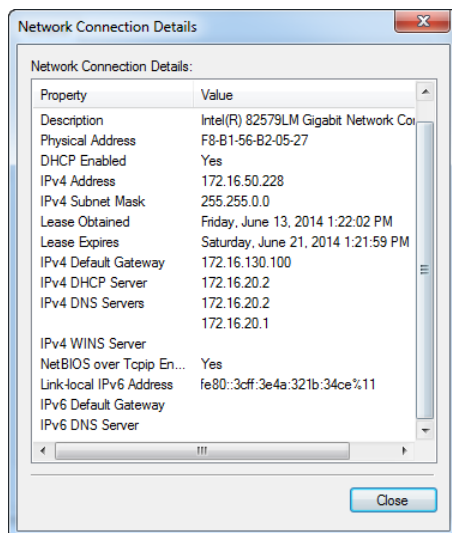 Network Connection Details
Network Connection Details:
Property Value
Description Intel(R) 82579LM Gigabit Network Cor
Physical Address F8-B1-56-B2-05-27
DHCP Enabled Yes
IPv4 Address 172.16.50.228
IPv4 Subnet Mask 255.255.0.0
Lease Obtained Friday, June 13, 2014 1:22:02 PM
Lease Expires Saturday, June 21, 2014 1:21:59 PM
IPv4 Default Gateway 172.16.130.100
IPv4 DHCP Server 172.16.20.2
IPv4 DNS Servers 172.16.20.2
172.16.20.1
IPv4 WINS Server
NetBIOS over Tcpip En... Yes
Link-local IPv6 Address fe80::3cff:3e4a:321b:34ce%11
IPv6 Default Gateway
IPv6 DNS Server
Close